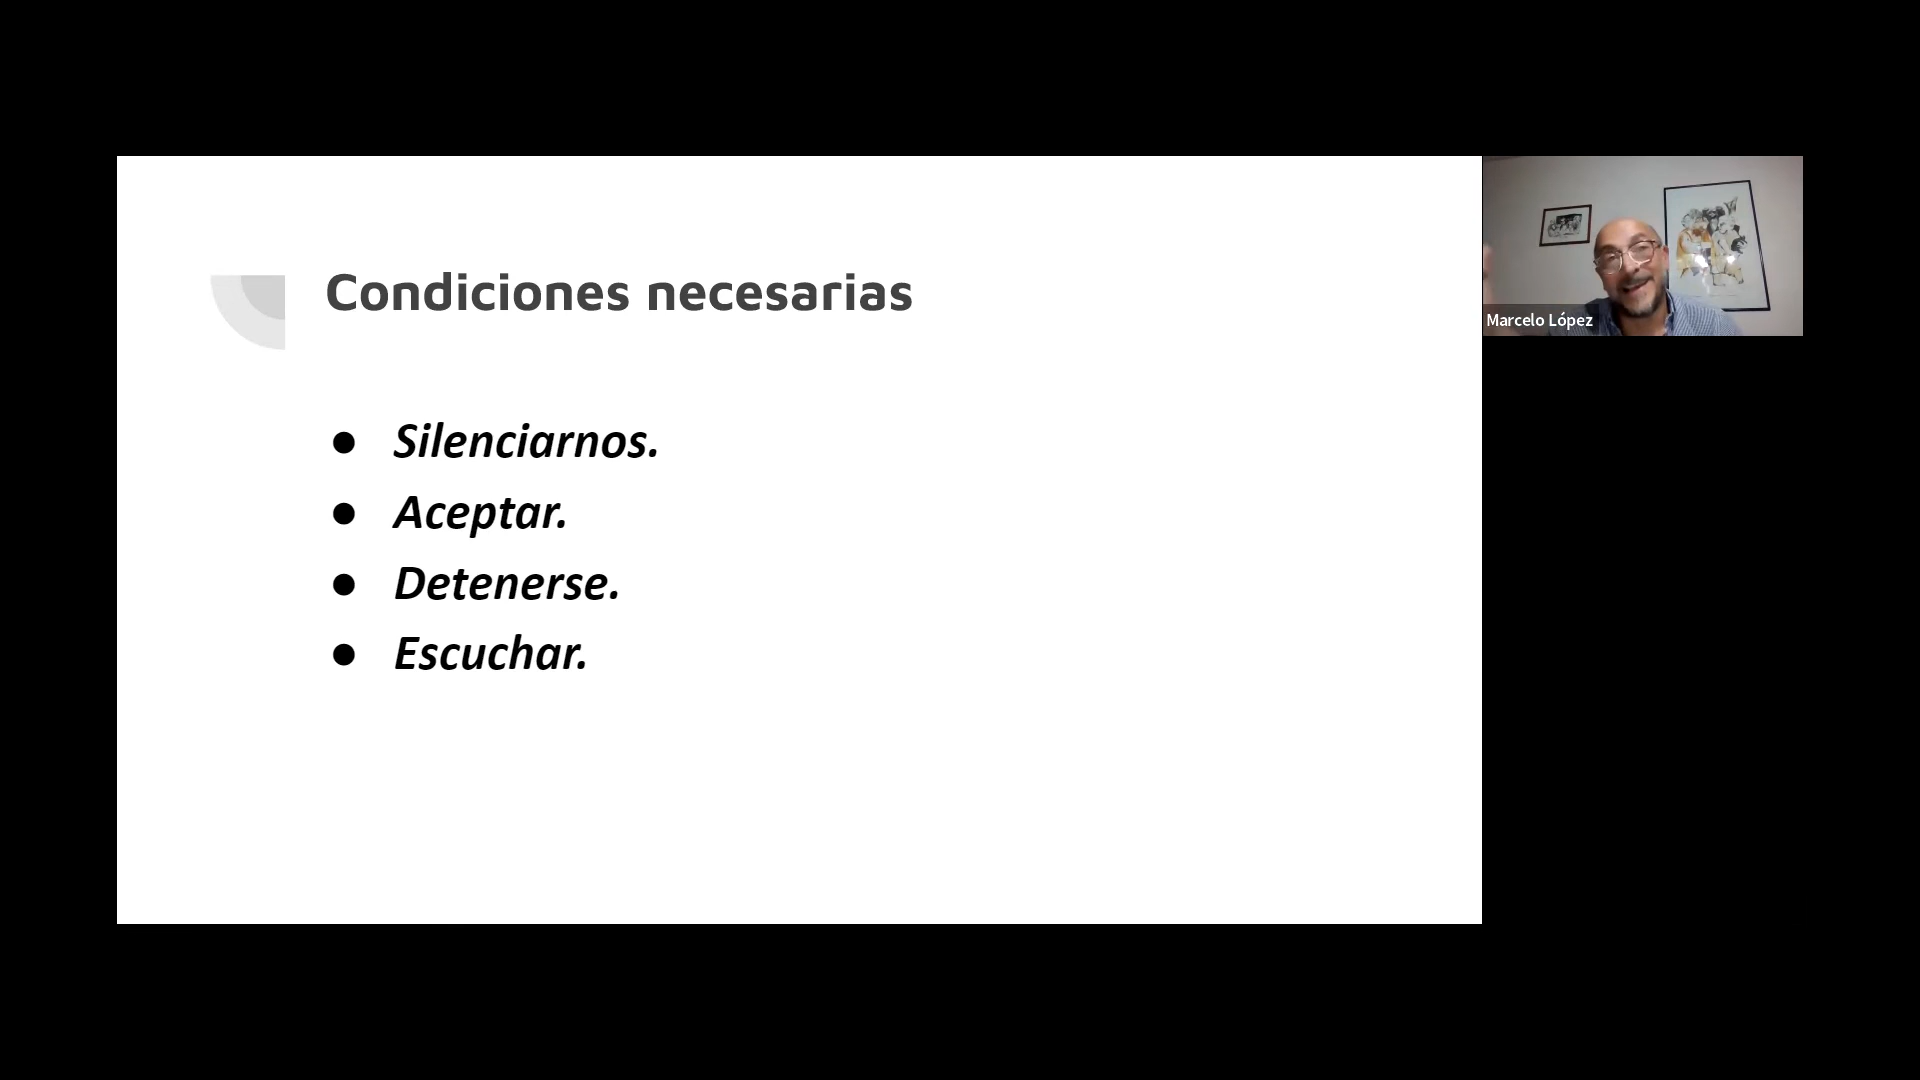 Condiciones necesarias
Marcelo López
● Silenciarnos.
● Aceptar.
● Detenerse.
● Escuchar.